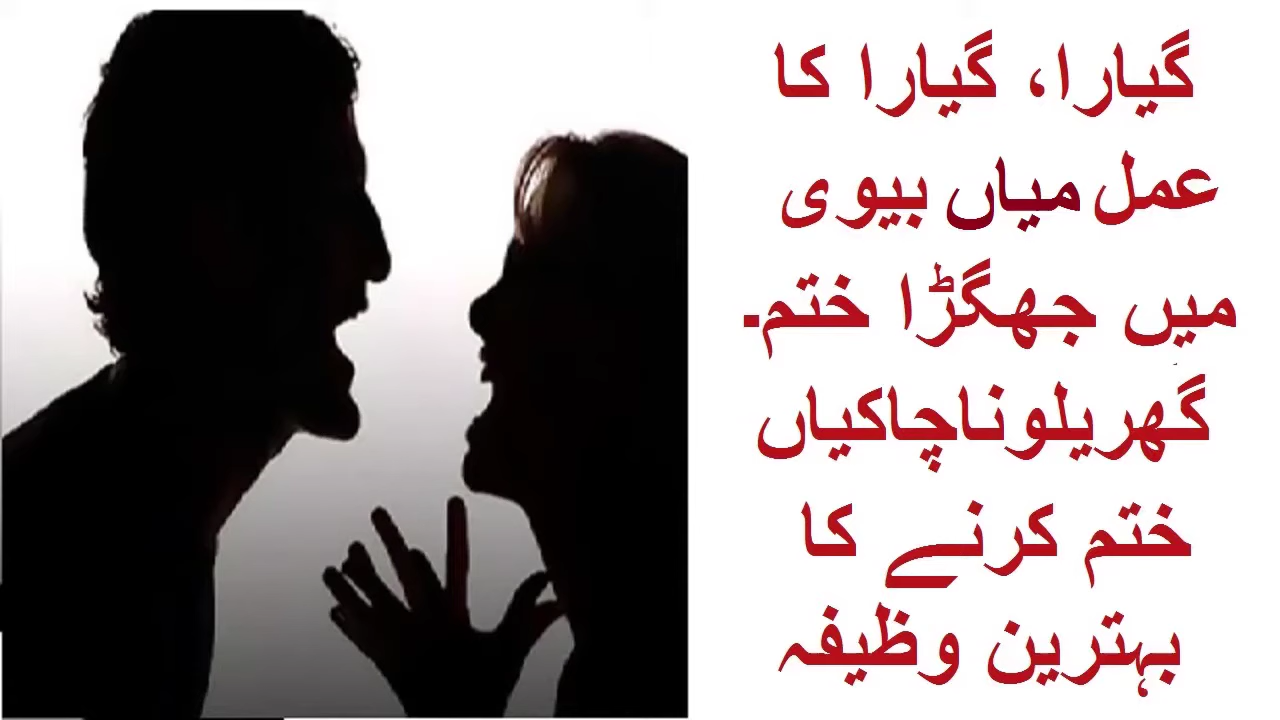 گیارا، گیارا کا
عمل میاں بیوی
میں جھگڑا ختم۔
گھریلوناچاکیاں
ختم کرنے کا
بہترین وظیفہ